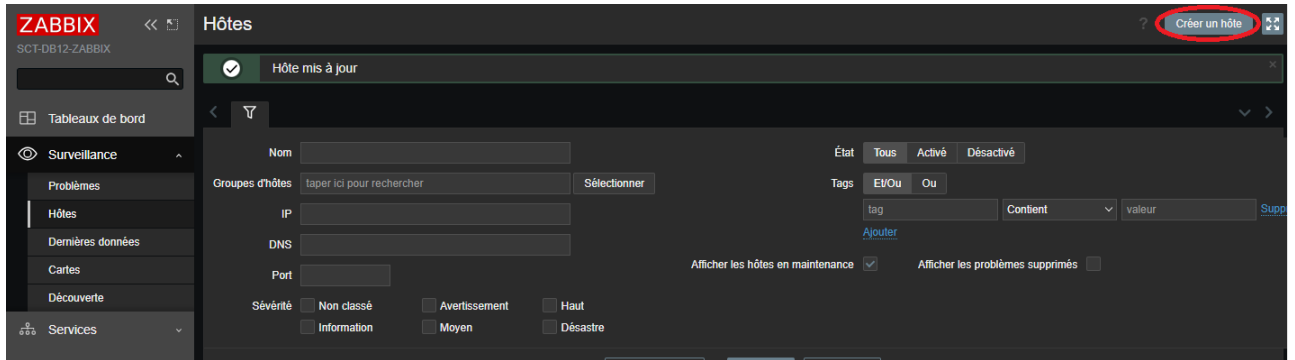 ZABBIX
SCT-DB12-ZABBIX
Tableaux de bord
Surveillance
Problèmes
Hôtes
Dernières données
Cartes
Découverte
Services
Hôtes
? Créer un hôte
Hôte mis à jour
Nom
Groupes d'hôtes taper ici pour rechercher Sélectionner
IP
DNS
Port
Sévérité Non classé Avertissement Haut
Information Moyen Désastre
État Tous Activé Désactivé
Tags Et/Ou Ou
tag Contient valeur
Ajouter
Afficher les hôtes en maintenance Afficher les problèmes supprimés